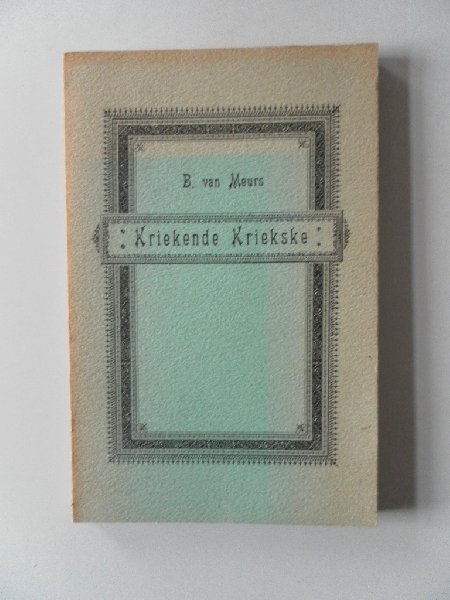 B. van Meurs
: Kriekende Kriekske :